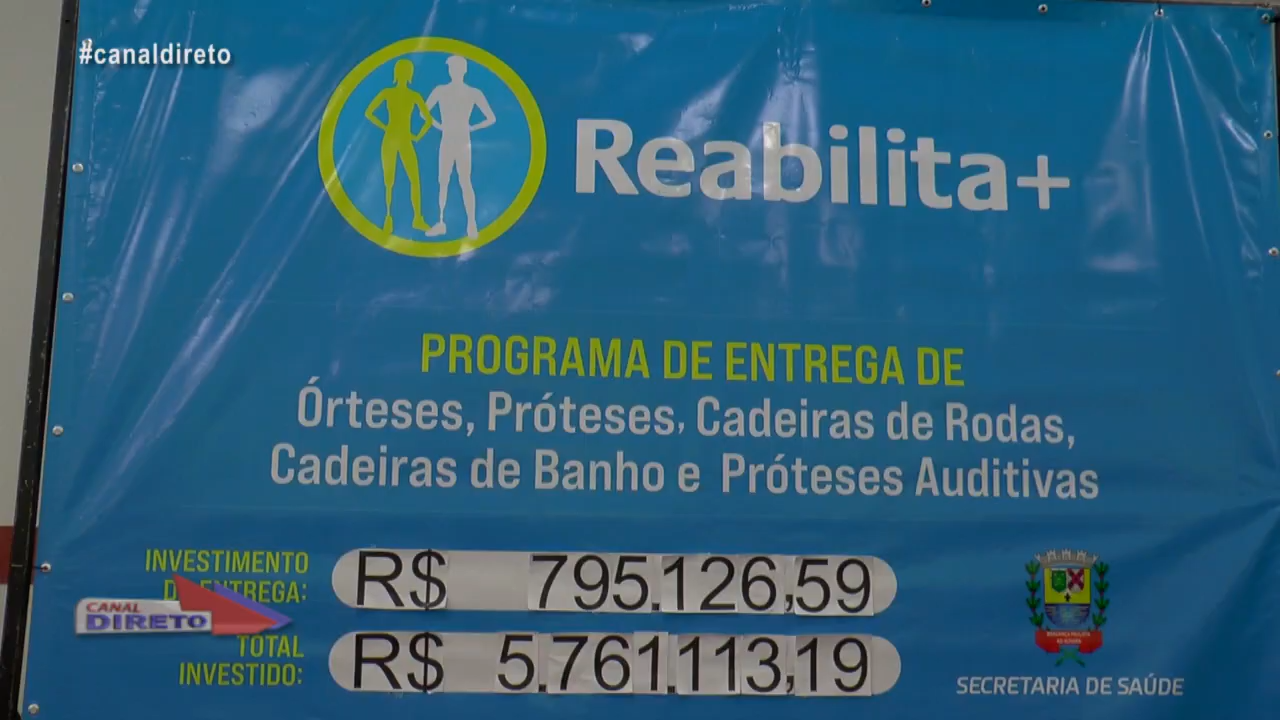 #canaldireto
Reabilita+
PROGRAMA DE ENTREGA DE
Órteses, Próteses, Cadeiras de Rodas,
Cadeiras de Banho e Próteses Auditivas
INVESTIMENTO
R$ 795.126,59
ENTREGA:
CANAL
DIRETO
TOTAL
INVESTIDO:
R$ 5.761.113,19
SECRETARIA DE SAÚDE